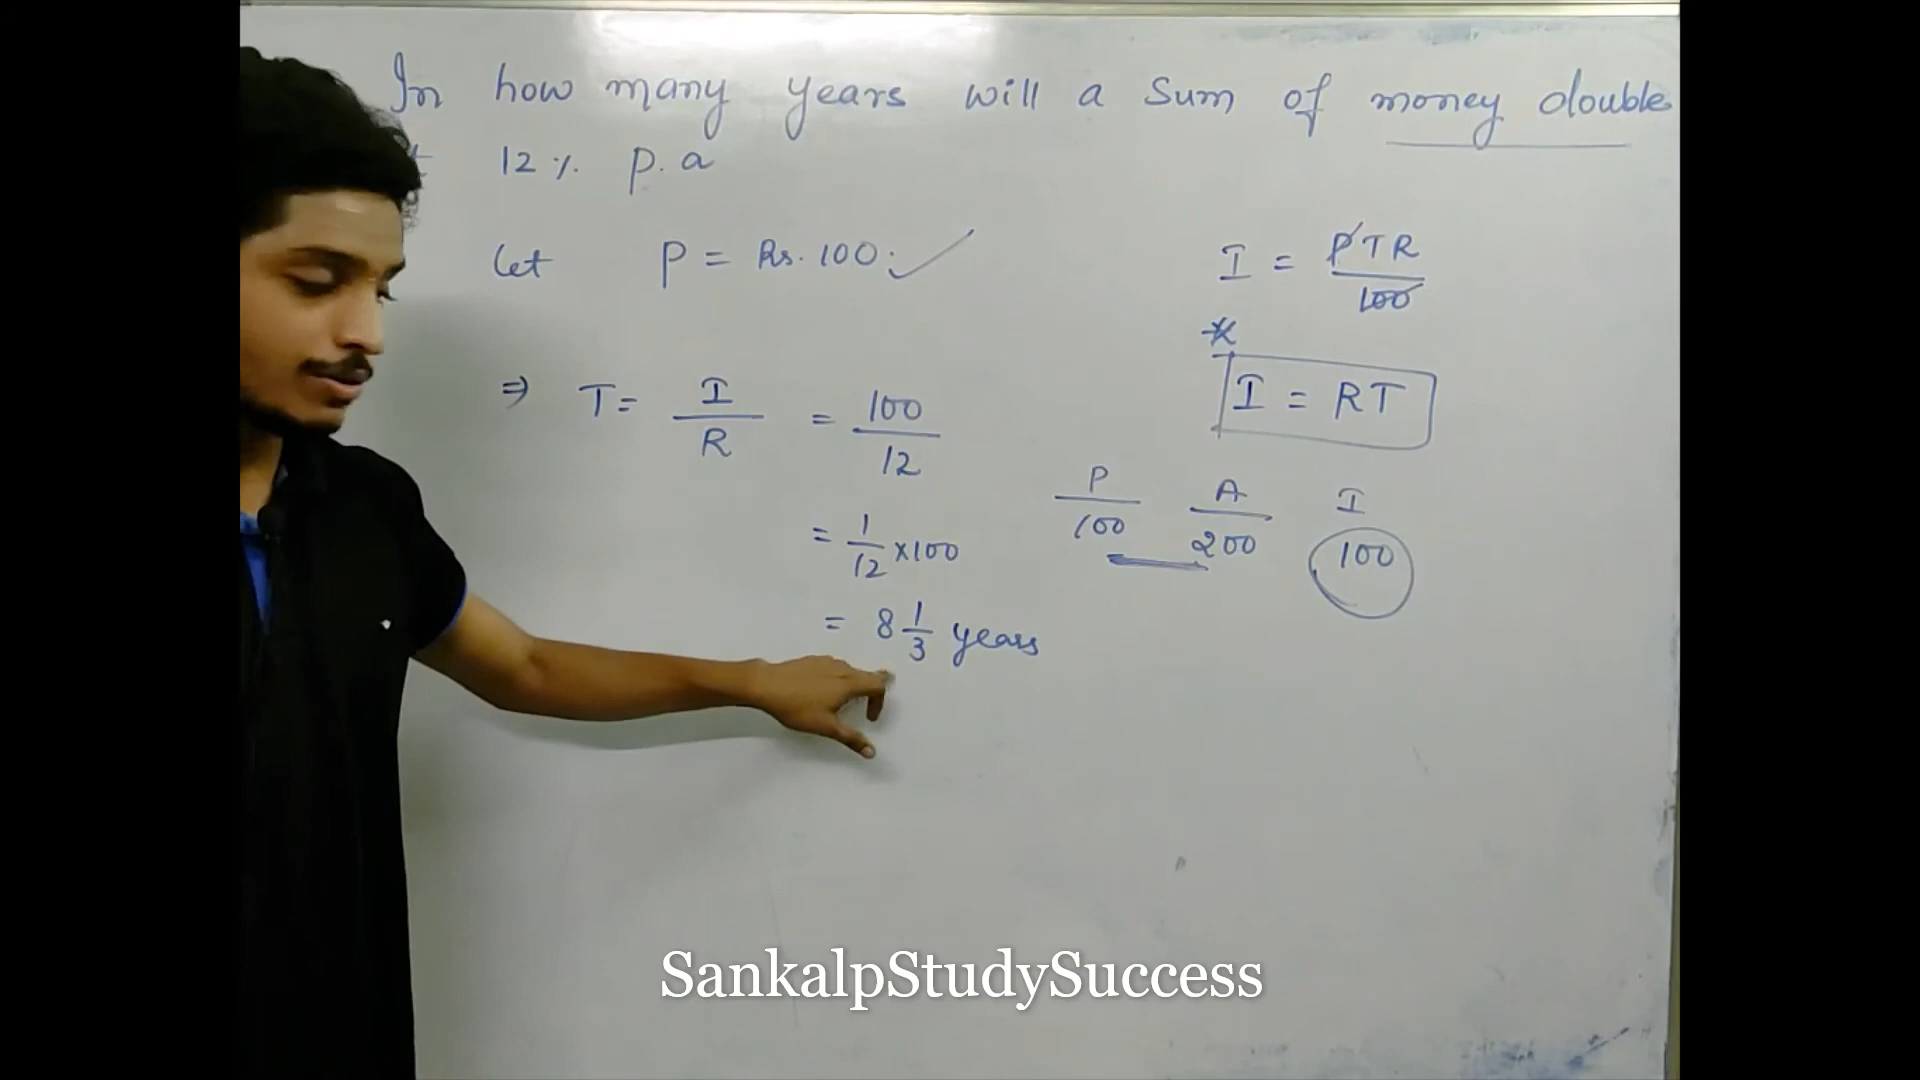 In how many years will a Sum of money double
12 %. p. a
Let P = Rs. 100.
I = PTR / 100
*
I = RT
⇒ T = I / R = 100 / 12
P / 100 A / 200 I 100
= 1/12 × 100
= 8 1/3 years
SankalpStudySuccess